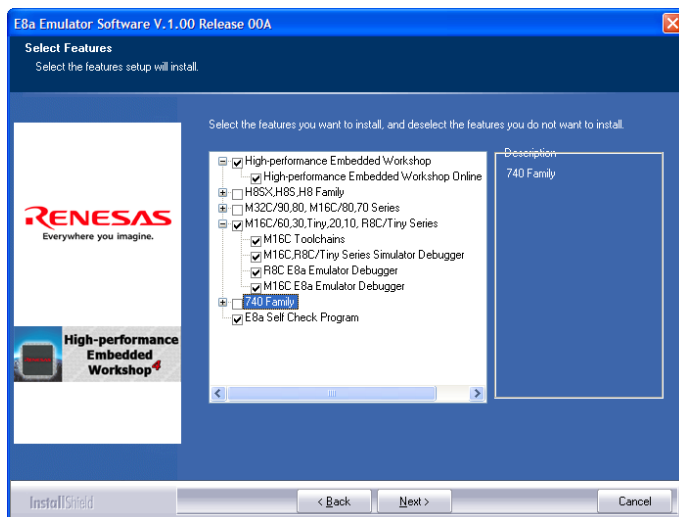 E8a Emulator Software V.1.00 Release 00A
Select Features
Select the features setup will install.
Select the features you want to install, and deselect the features you do not want to install.
High-performance Embedded Workshop
High-performance Embedded Workshop Online
H8SX,H8S,H8 Family
M32C/90,80, M16C/80,70 Series
M16C/60,30,Tiny,20,10, R8C/Tiny Series
M16C Toolchains
M16C,R8C/Tiny Series Simulator Debugger
R8C E8a Emulator Debugger
M16C E8a Emulator Debugger
740 Family
E8a Self Check Program
Description
740 Family
RENESAS
Everywhere you imagine.
High-performance
Embedded
Workshop4
InstallShield
< Back
Next >
Cancel